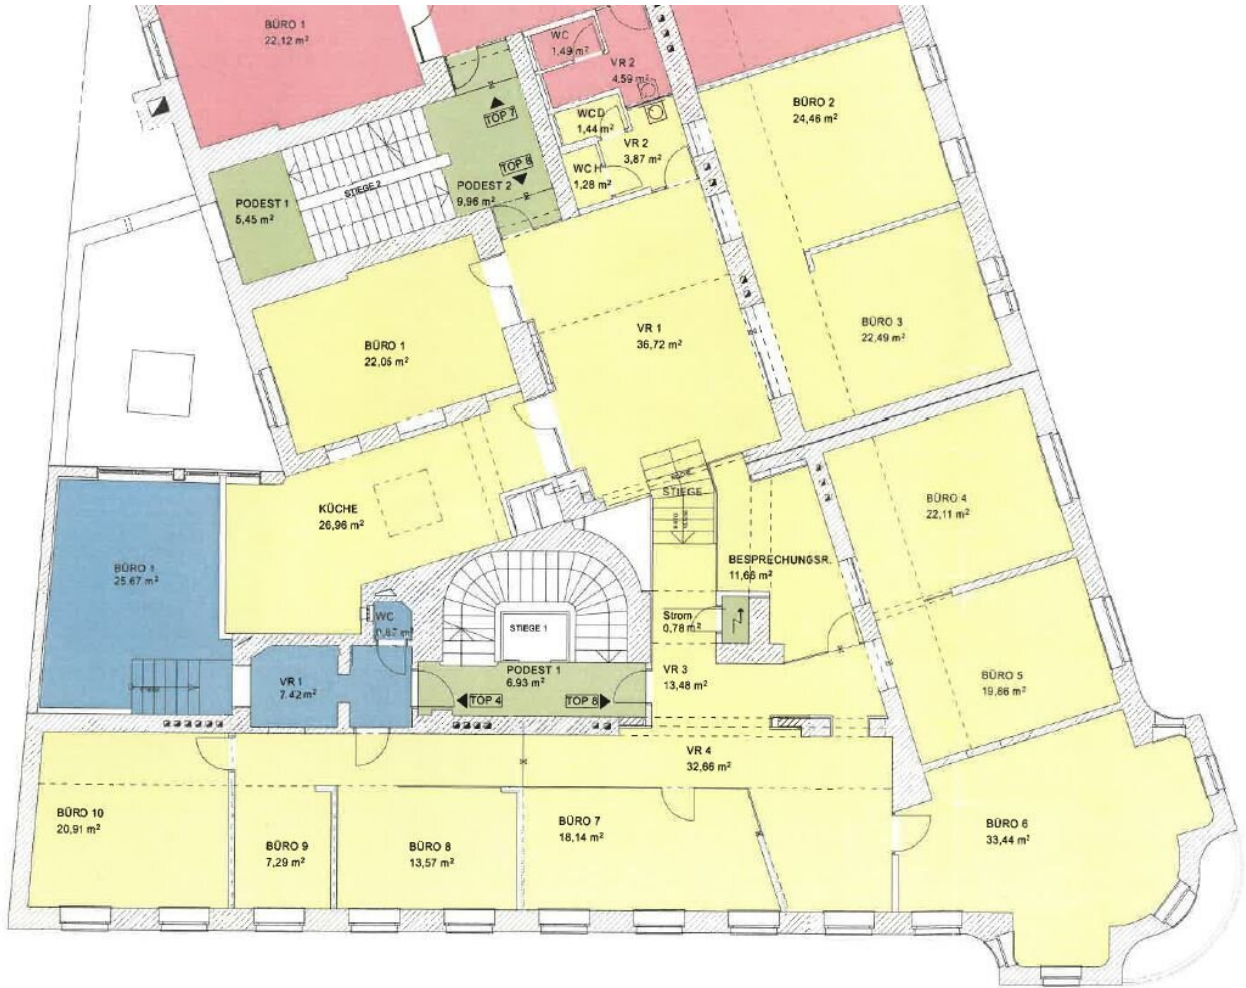 BÜRO 1
22,12 m²
WC
1,49 m²
VR 2
4,59 m²
TOP 7
WC D
1,44 m²
VR 2
3,87 m²
BÜRO 2
24,46 m²
TOP 8
WC H
1,28 m²
STIEGE 2
PODEST 1
5,45 m²
PODEST 2
9,96 m²
BÜRO 1
22,05 m²
VR 1
36,72 m²
BÜRO 3
22,49 m²
KÜCHE
26,96 m²
STIEGE
BÜRO 4
22,11 m²
BÜRO 1
25,67 m²
BESPRECHUNGSR.
11,66 m²
WC
0,87 m²
STIEGE 1
Strom
0,78 m²
VR 1
7,42 m²
PODEST 1
6,93 m²
TOP 4
TOP 8
VR 3
13,48 m²
BÜRO 5
19,86 m²
VR 4
32,66 m²
BÜRO 10
20,91 m²
BÜRO 9
7,29 m²
BÜRO 8
13,57 m²
BÜRO 7
18,14 m²
BÜRO 6
33,44 m²